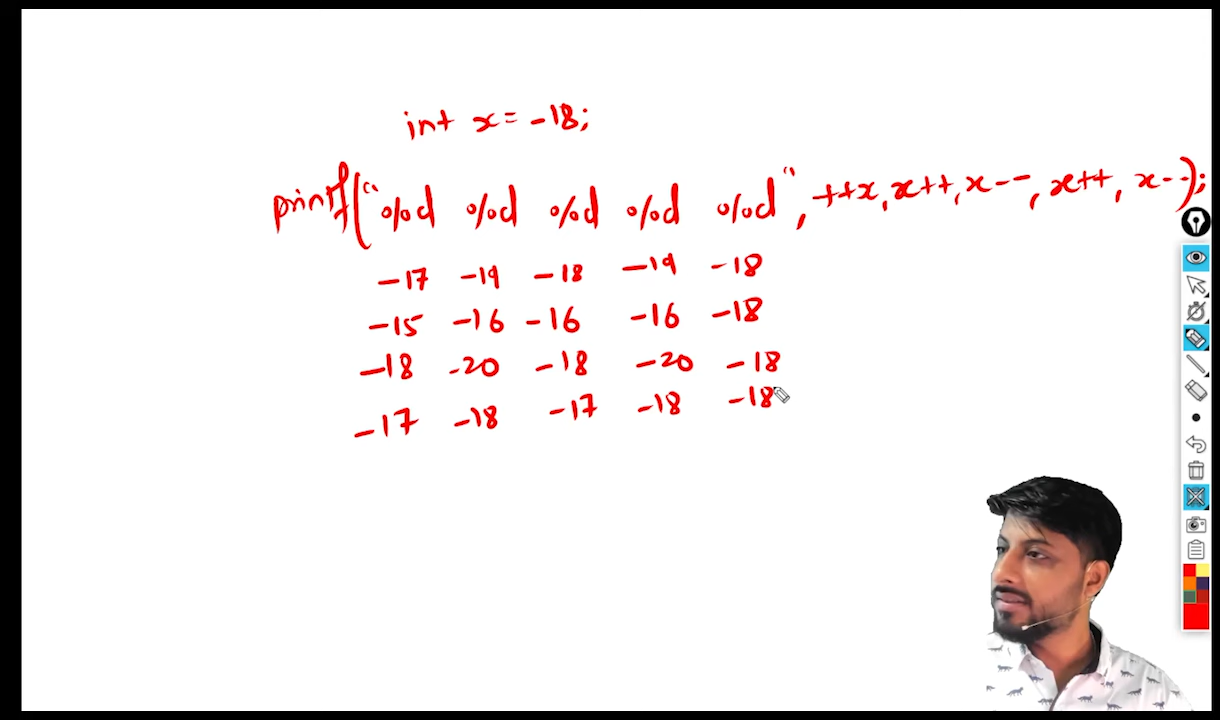 int x = -18;
printf("%d %d %d %d %d", ++x, x++, x--, x++, x--);
-17 -19 -18 -19 -18
-15 -16 -16 -16 -18
-18 -20 -18 -20 -18
-17 -18 -17 -18 -18